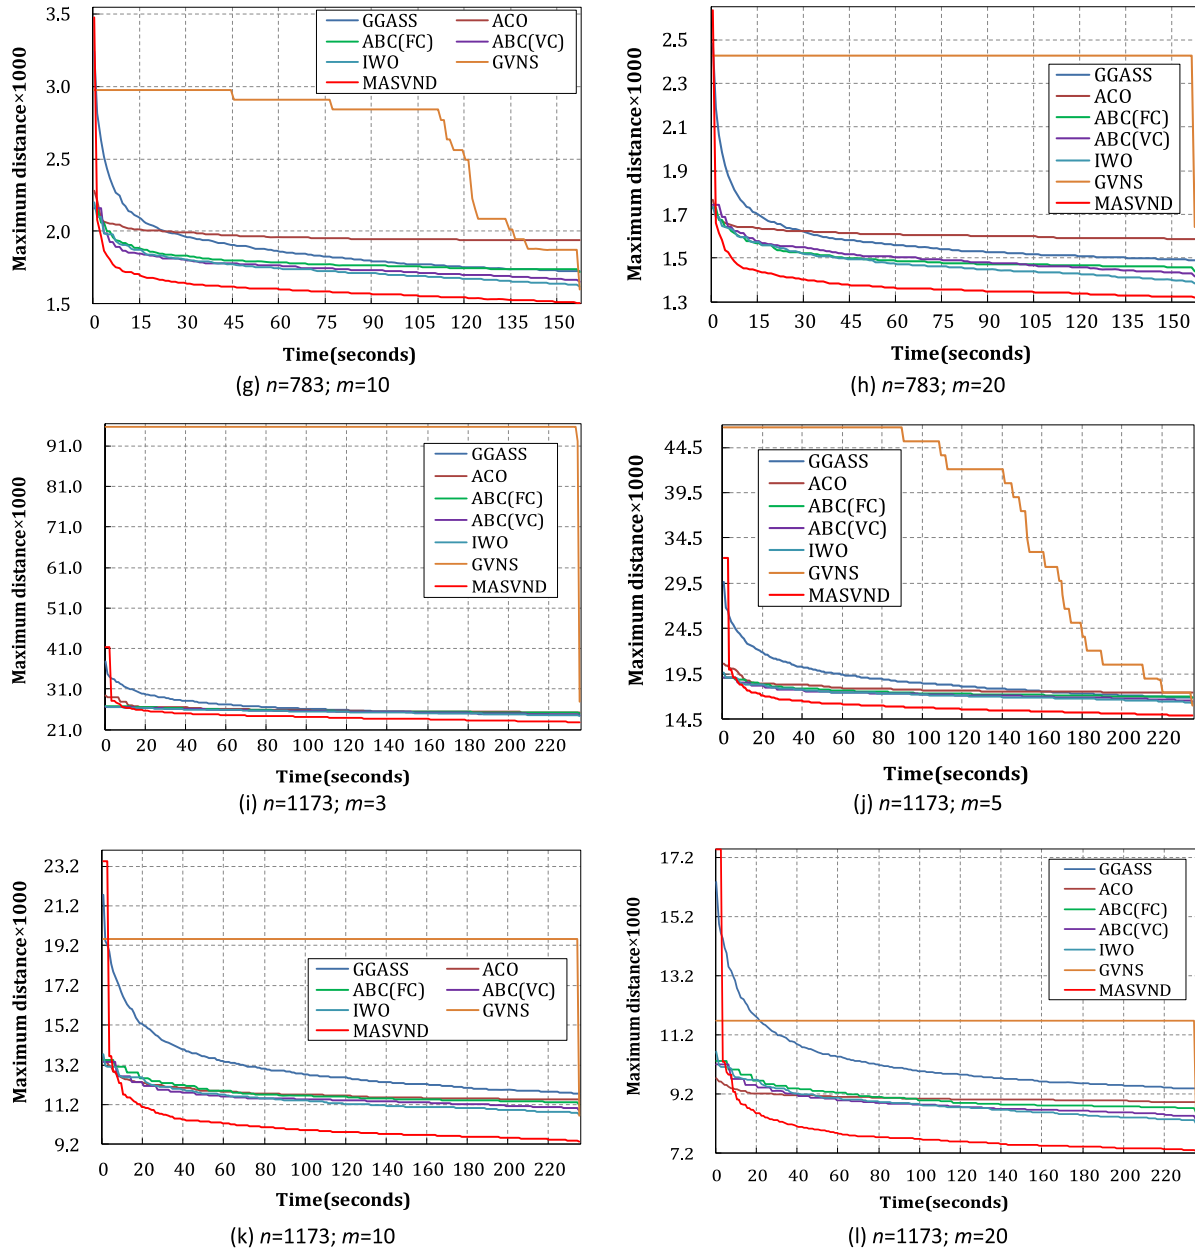 Maximum distance×1000
3.5
3.0
2.5
2.0
1.5
GGASS
ACO
ABC(FC)
ABC(VC)
IWO
GVNS
MASVND
0 15 30 45 60 75 90 105 120 135 150
Time(seconds)
(g) n=783; m=10
Maximum distance×1000
2.5
2.3
2.1
1.9
1.7
1.5
1.3
GGASS
ACO
ABC(FC)
ABC(VC)
IWO
GVNS
MASVND
0 15 30 45 60 75 90 105 120 135 150
Time(seconds)
(h) n=783; m=20
Maximum distance×1000
91.0
81.0
71.0
61.0
51.0
41.0
31.0
21.0
GGASS
ACO
ABC(FC)
ABC(VC)
IWO
GVNS
MASVND
0 20 40 60 80 100 120 140 160 180 200 220
Time(seconds)
(i) n=1173; m=3
Maximum distance×1000
44.5
39.5
34.5
29.5
24.5
19.5
14.5
GGASS
ACO
ABC(FC)
ABC(VC)
IWO
GVNS
MASVND
0 20 40 60 80 100 120 140 160 180 200 220
Time(seconds)
(j) n=1173; m=5
Maximum distance×1000
23.2
21.2
19.2
17.2
15.2
13.2
11.2
9.2
GGASS
ACO
ABC(FC)
ABC(VC)
IWO
GVNS
MASVND
0 20 40 60 80 100 120 140 160 180 200 220
Time(seconds)
(k) n=1173; m=10
Maximum distance×1000
17.2
15.2
13.2
11.2
9.2
7.2
GGASS
ACO
ABC(FC)
ABC(VC)
IWO
GVNS
MASVND
0 20 40 60 80 100 120 140 160 180 200 220
Time(seconds)
(l) n=1173; m=20